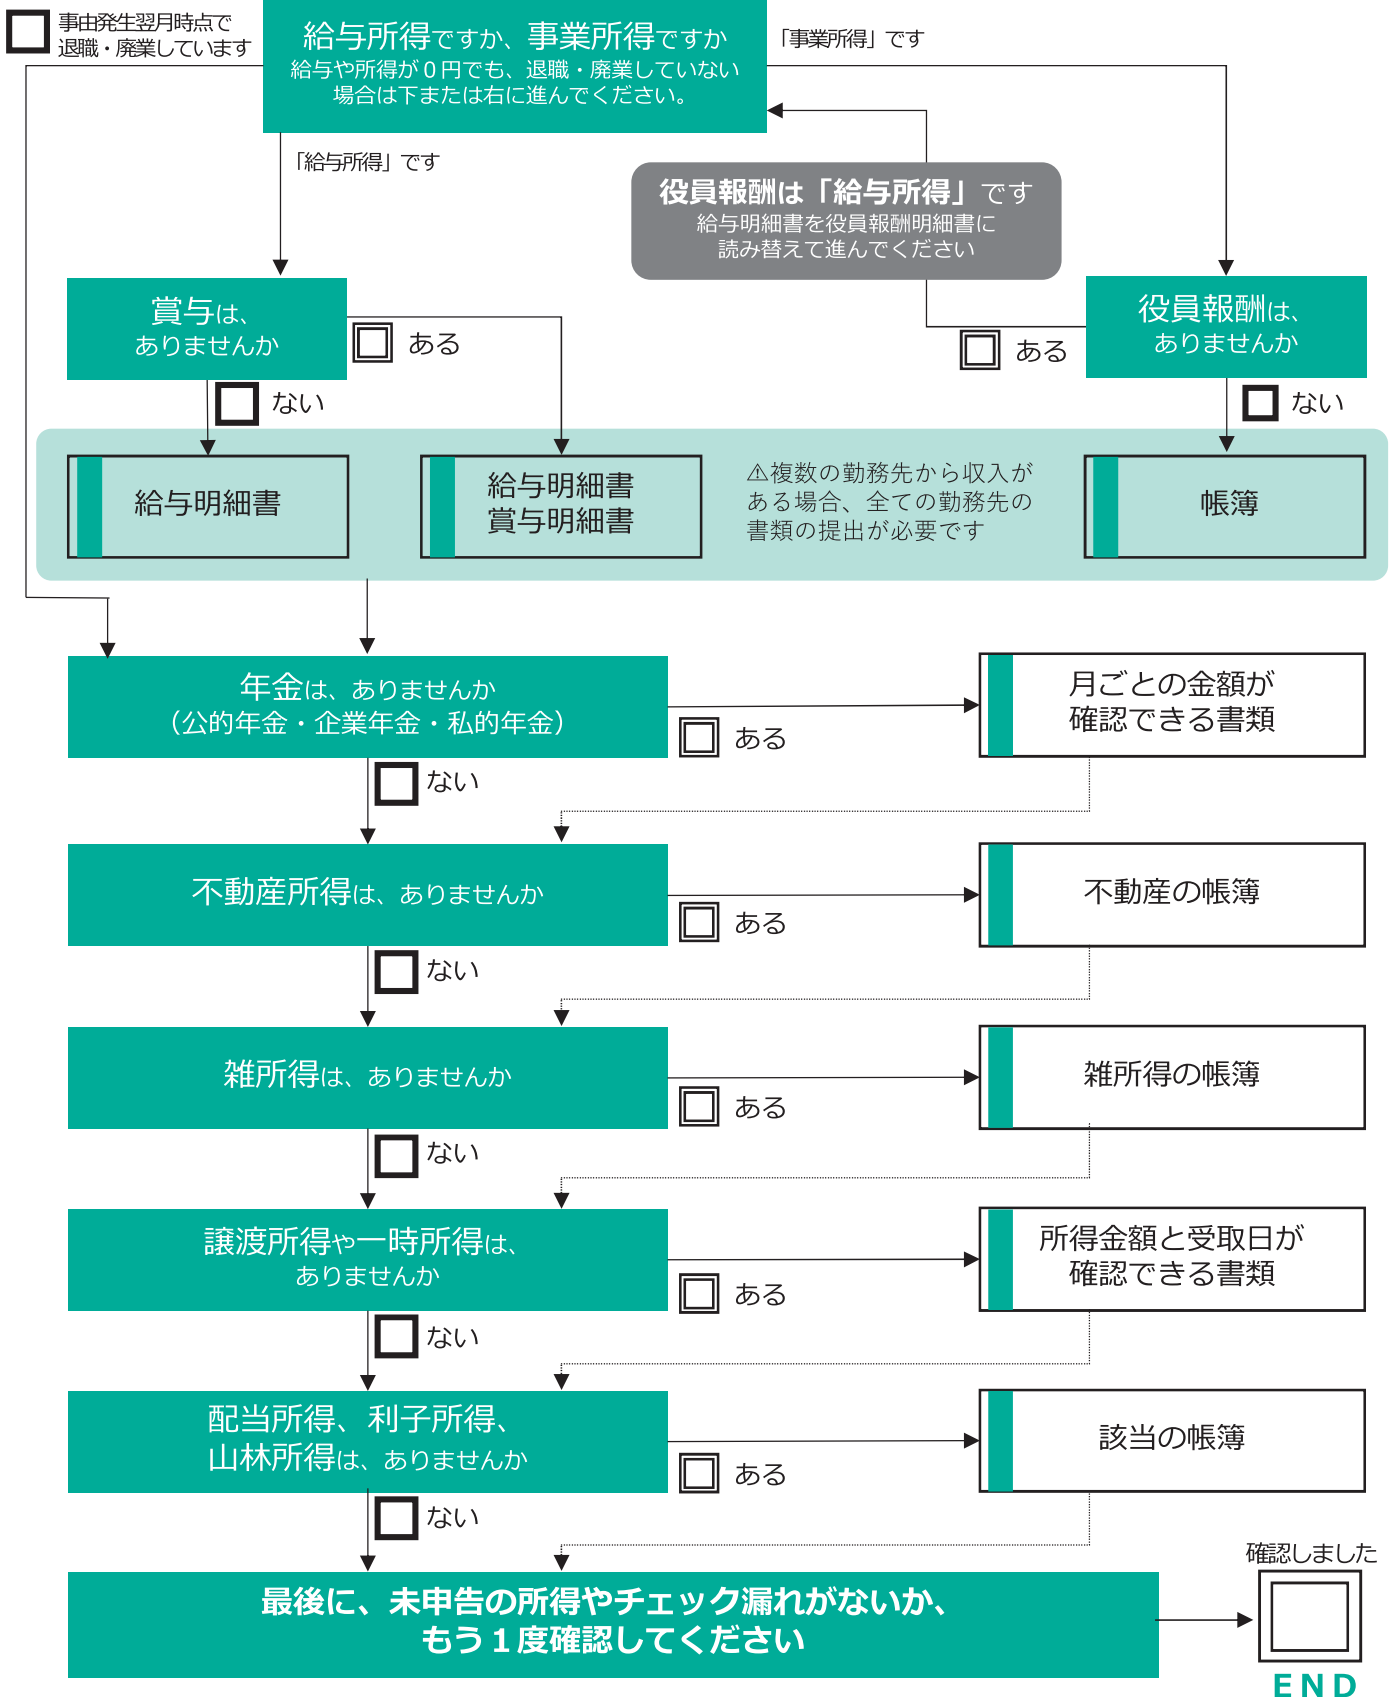 事由発生翌月時点で
退職・廃業しています
給与所得ですか、事業所得ですか
給与や所得が０円でも、退職・廃業していない
場合は下または右に進んでください。
「事業所得」です
「給与所得」です
役員報酬は「給与所得」です
給与明細書を役員報酬明細書に
読み替えて進んでください
賞与は、
ありませんか
ある
ない
役員報酬は、
ありませんか
ある
ない
給与明細書
給与明細書
賞与明細書
⚠複数の勤務先から収入が
ある場合、全ての勤務先の
書類の提出が必要です
帳簿
年金は、ありませんか
（公的年金・企業年金・私的年金）
ある
ない
月ごとの金額が
確認できる書類
不動産所得は、ありませんか
ある
ない
不動産の帳簿
雑所得は、ありませんか
ある
ない
雑所得の帳簿
譲渡所得や一時所得は、
ありませんか
ある
ない
所得金額と受取日が
確認できる書類
配当所得、利子所得、
山林所得は、ありませんか
ある
ない
該当の帳簿
最後に、未申告の所得やチェック漏れがないか、
もう１度確認してください
確認しました
END